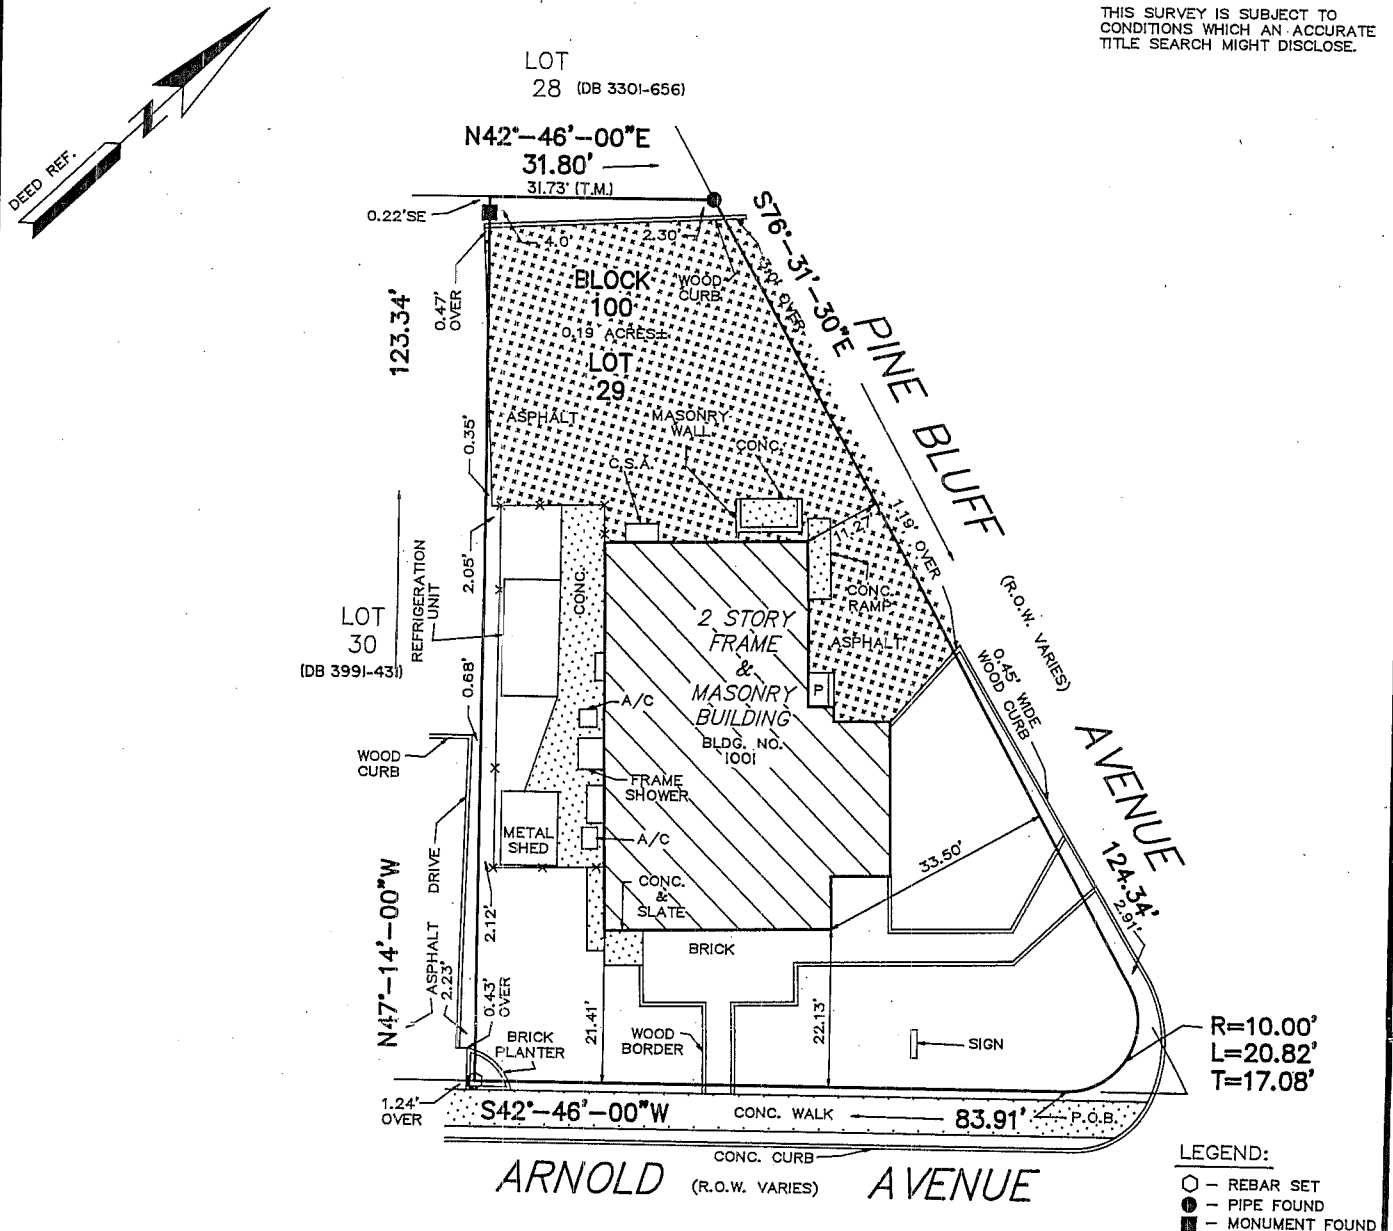 THIS SURVEY IS SUBJECT TO
CONDITIONS WHICH AN ACCURATE
TITLE SEARCH MIGHT DISCLOSE.
DEED REF.
N
LOT
28 (DB 3301-656)
N42°-46'-00"E
31.80'
31.73' (T.M.)
0.22'SE
4.0'
2.30'
S76°-31'-30"E
3.0' OVER
WOOD
CURB
BLOCK
100
0.19 ACRES±
LOT
29
0.47'
OVER
123.34'
PINE BLUFF
ASPHALT
MASONRY
WALL
CONC.
C.S.A.
0.35'
11.27'
1.19' OVER
2.05'
REFRIGERATION
UNIT
CONC.
LOT
30
(DB 3991-431)
CONC.
RAMP
ASPHALT
(R.O.W. VARIES)
2 STORY
FRAME
&
MASONRY
BUILDING
BLDG. NO.
1001
P
0.68'
A/C
0.45' WIDE
WOOD CURB
WOOD
CURB
FRAME
SHOWER
AVENUE
METAL
SHED
A/C
33.50'
124.34'
2.91'
CONC.
&
SLATE
ASPHALT DRIVE
2.12'
BRICK
N47°-14'-00"W
2.23'
0.43'
OVER
BRICK
PLANTER
21.41'
WOOD
BORDER
22.13'
SIGN
R=10.00'
L=20.82'
T=17.08'
1.24'
OVER
S42°-46'-00"W
CONC. WALK
83.91'
P.O.B.
CONC. CURB
ARNOLD (R.O.W. VARIES) AVENUE
LEGEND:
- REBAR SET
- PIPE FOUND
- MONUMENT FOUND